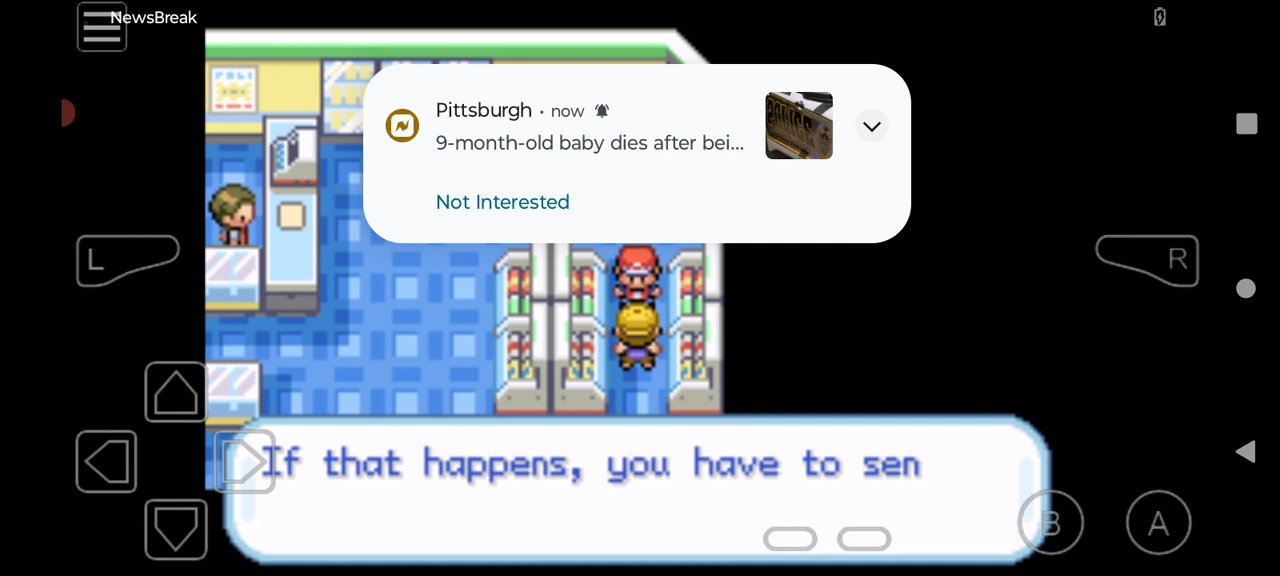 NewsBreak
Pittsburgh · now
9-month-old baby dies after bei...
Not Interested
L
R
If that happens, you have to sen
B
A